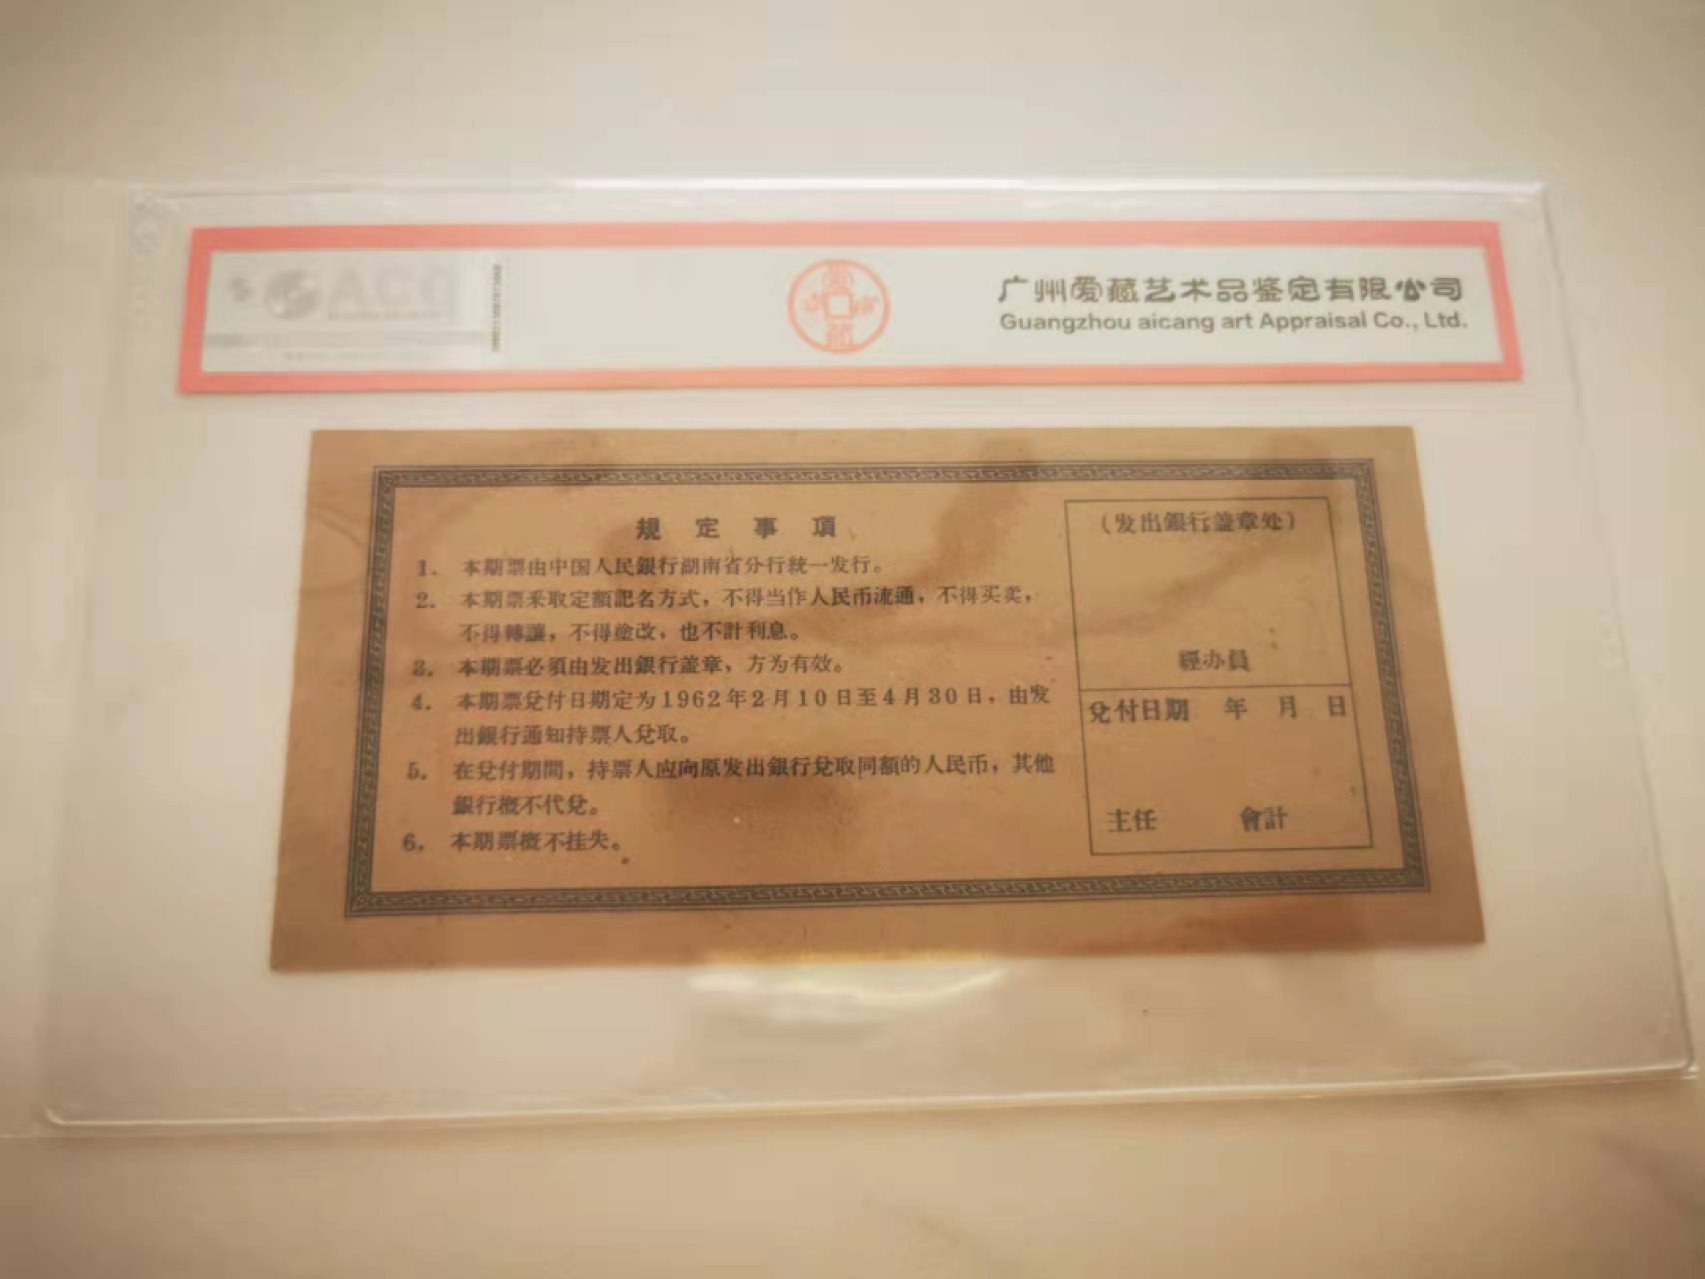 广州爱藏艺术品鉴定有限公司
Guangzhou aicang art Appraisal Co., Ltd.
規定事項
1. 本期票由中国人民銀行湖南省分行統一发行。
2. 本期票采取定額記名方式，不得当作人民币流通，不得买卖，
不得轉讓，不得塗改，也不計利息。
3. 本期票必須由发出銀行蓋章，方为有效。
4. 本期票兌付日期定为1962年2月10日至4月30日，由发
出銀行通知持票人兌取。
5. 在兌付期間，持票人应向原发出銀行兌取同額的人民币，其他
銀行概不代兌。
6. 本期票概不挂失。
（发出銀行蓋章处）
經办員
兌付日期 年 月 日
主任 會計